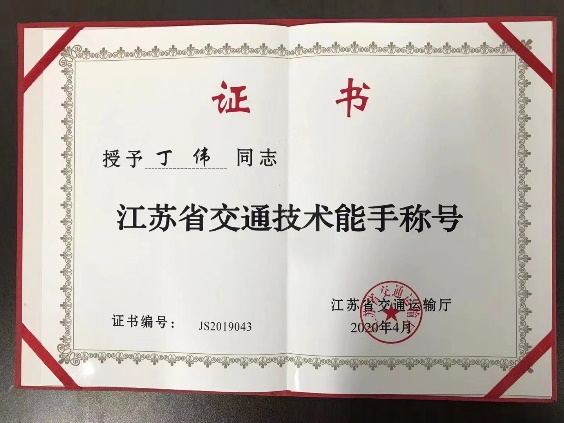 证书
授予 丁伟 同志
江苏省交通技术能手称号
江苏省交通运输厅
证书编号: JS2019043
2020年4月